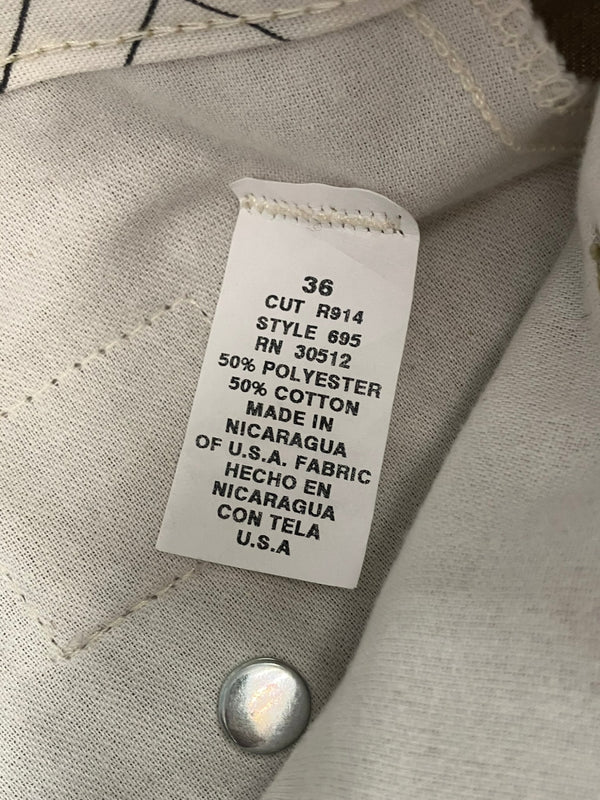 36
CUT R914
STYLE 695
RN 30512
50% POLYESTER
50% COTTON
MADE IN
NICARAGUA
OF U.S.A. FABRIC
HECHO EN
NICARAGUA
CON TELA
U.S.A